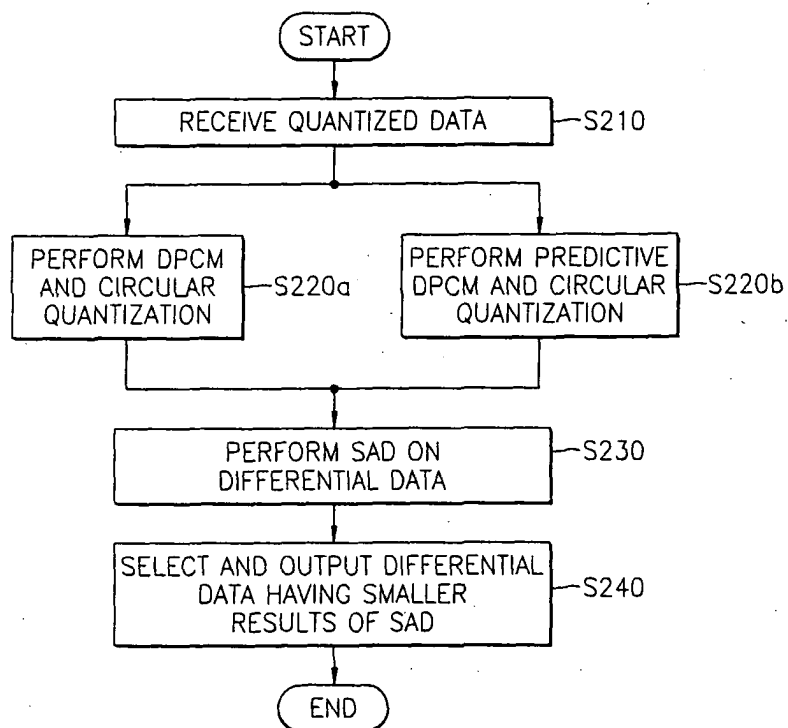 START
RECEIVE QUANTIZED DATA
S210
PERFORM DPCM
AND CIRCULAR
QUANTIZATION
S220a
PERFORM PREDICTIVE
DPCM AND CIRCULAR
QUANTIZATION
S220b
PERFORM SAD ON
DIFFERENTIAL DATA
S230
SELECT AND OUTPUT DIFFERENTIAL
DATA HAVING SMALLER
RESULTS OF SAD
S240
END